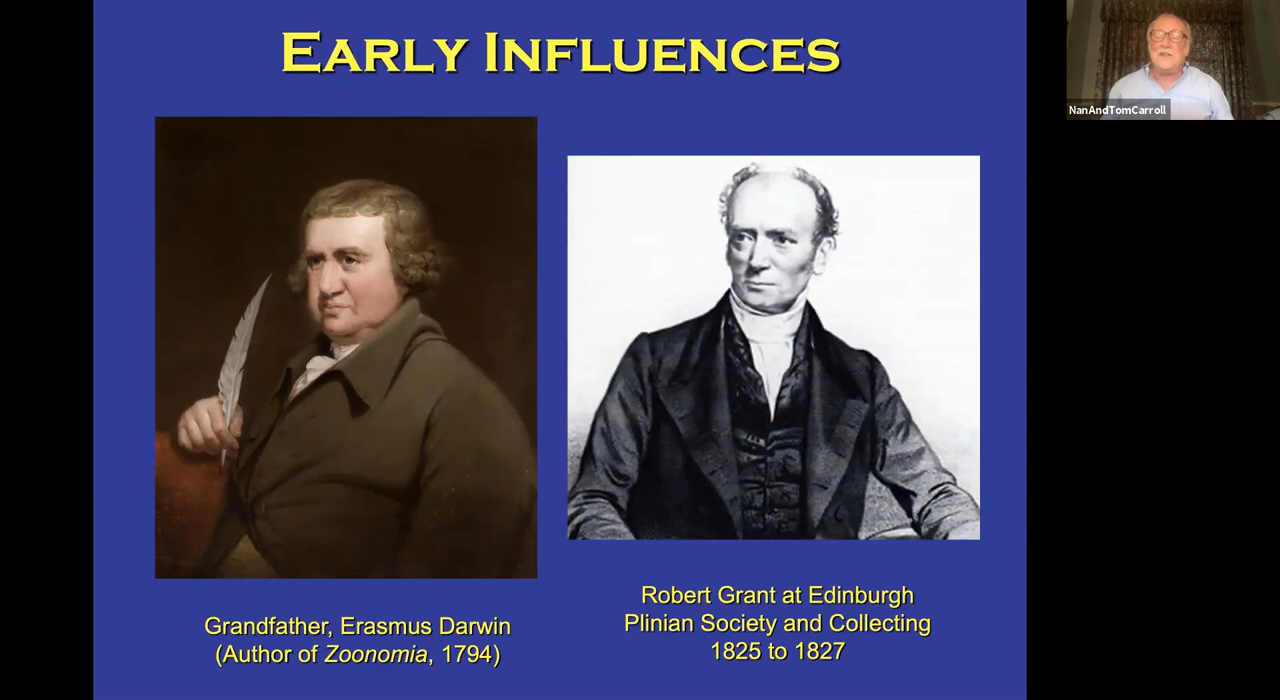 EARLY INFLUENCES
NanAndTomCarroll
Grandfather, Erasmus Darwin
(Author of Zoonomia, 1794)
Robert Grant at Edinburgh
Plinian Society and Collecting
1825 to 1827